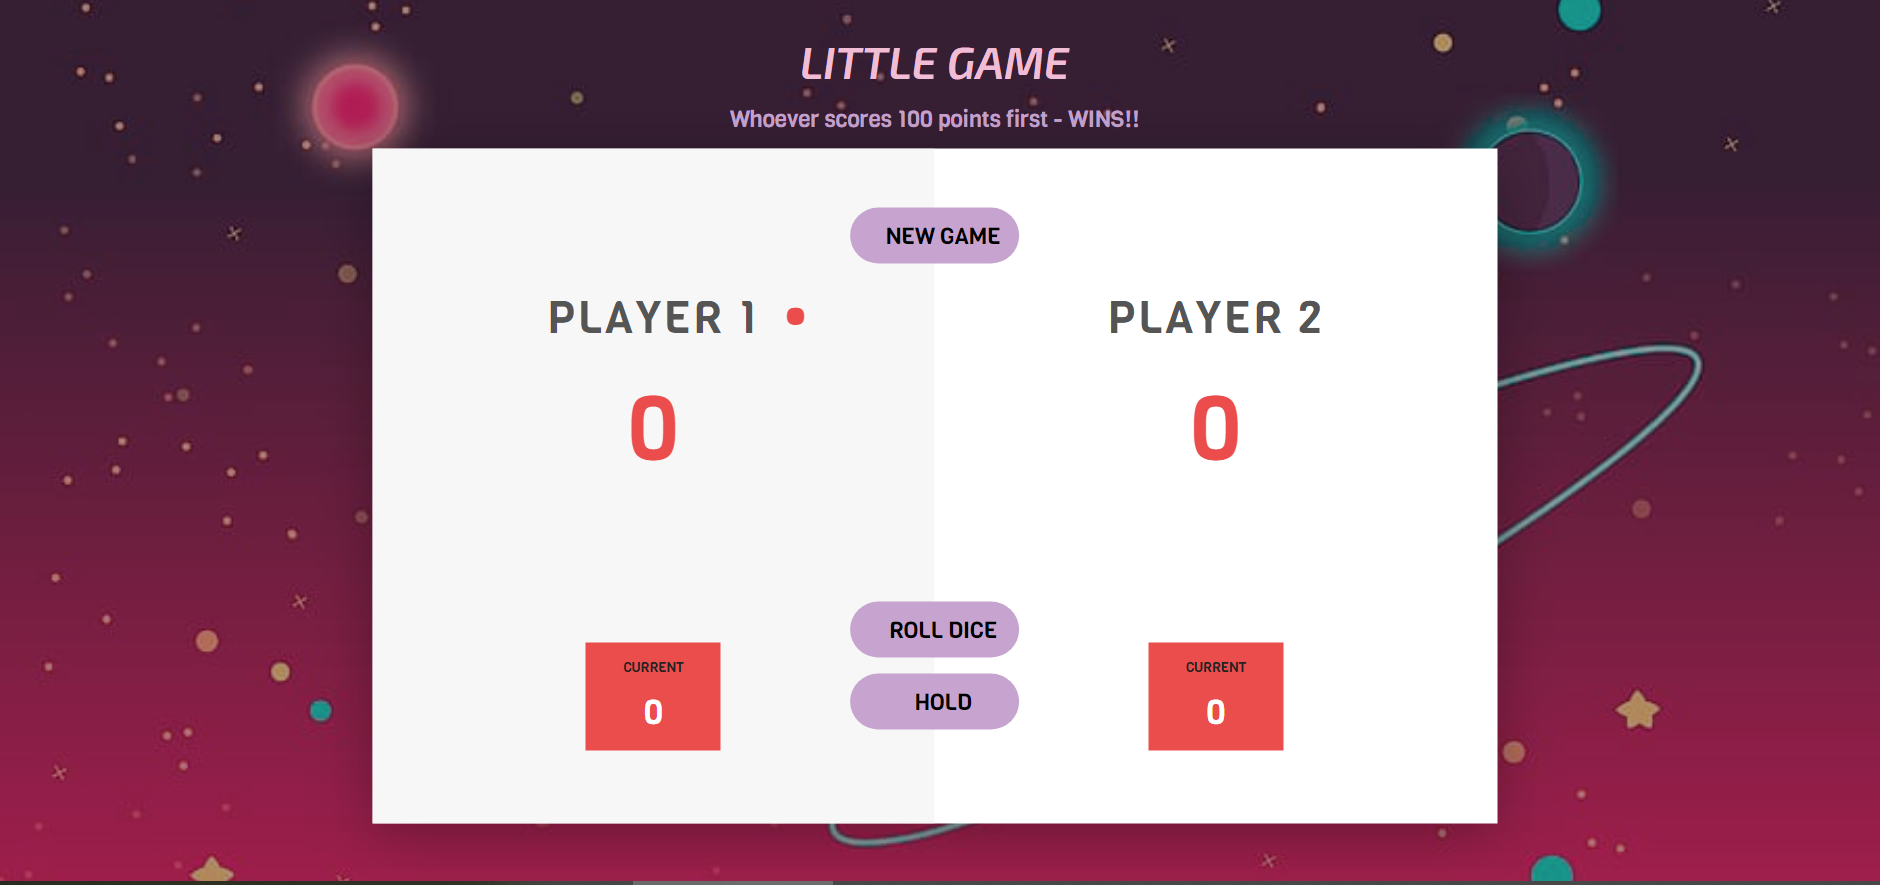 LITTLE GAME
Whoever scores 100 points first - WINS!!
NEW GAME
PLAYER 1
PLAYER 2
0
0
ROLL DICE
CURRENT
0
HOLD
CURRENT
0